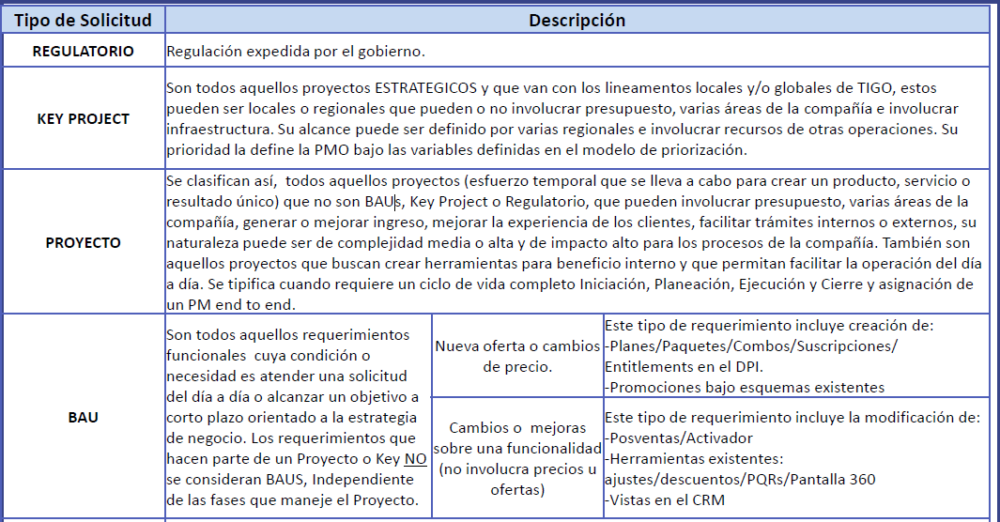 Tipo de Solicitud
Descripción
REGULATORIO
Regulación expedida por el gobierno.
KEY PROJECT
Son todos aquellos proyectos ESTRATEGICOS y que van con los lineamentos locales y/o globales de TIGO, estos
pueden ser locales o regionales que pueden o no involucrar presupuesto, varias áreas de la compañía e involucrar
infraestructura. Su alcance puede ser definido por varias regionales e involucrar recursos de otras operaciones. Su
prioridad la define la PMO bajo las variables definidas en el modelo de priorización.
PROYECTO
Se clasifican así, todos aquellos proyectos (esfuerzo temporal que se lleva a cabo para crear un producto, servicio o
resultado único) que no son BAUs, Key Project o Regulatorio, que pueden involucrar presupuesto, varias áreas de la
compañía, generar o mejorar ingreso, mejorar la experiencia de los clientes, facilitar trámites internos o externos, su
naturaleza puede ser de complejidad media o alta y de impacto alto para los procesos de la compañía. También son
aquellos proyectos que buscan crear herramientas para beneficio interno y que permitan facilitar la operación del día
a día. Se tipifica cuando requiere un ciclo de vida completo Iniciación, Planeación, Ejecución y Cierre y asignación de
un PM end to end.
BAU
Son todos aquellos requerimientos
funcionales cuya condición o
necesidad es atender una solicitud
del día a día o alcanzar un objetivo a
corto plazo orientado a la estrategia
de negocio. Los requerimientos que
hacen parte de un Proyecto o Key NO
se consideran BAUS, Independiente
de las fases que maneje el Proyecto.
Nueva oferta o cambios
de precio.
Este tipo de requerimiento incluye creación de:
-Planes/Paquetes/Combos/Suscripciones/
Entitlements en el DPI.
-Promociones bajo esquemas existentes
Cambios o mejoras
sobre una funcionalidad
(no involucra precios u
ofertas)
Este tipo de requerimiento incluye la modificación de:
-Posventas/Activador
-Herramientas existentes:
ajustes/descuentos/PQRs/Pantalla 360
-Vistas en el CRM